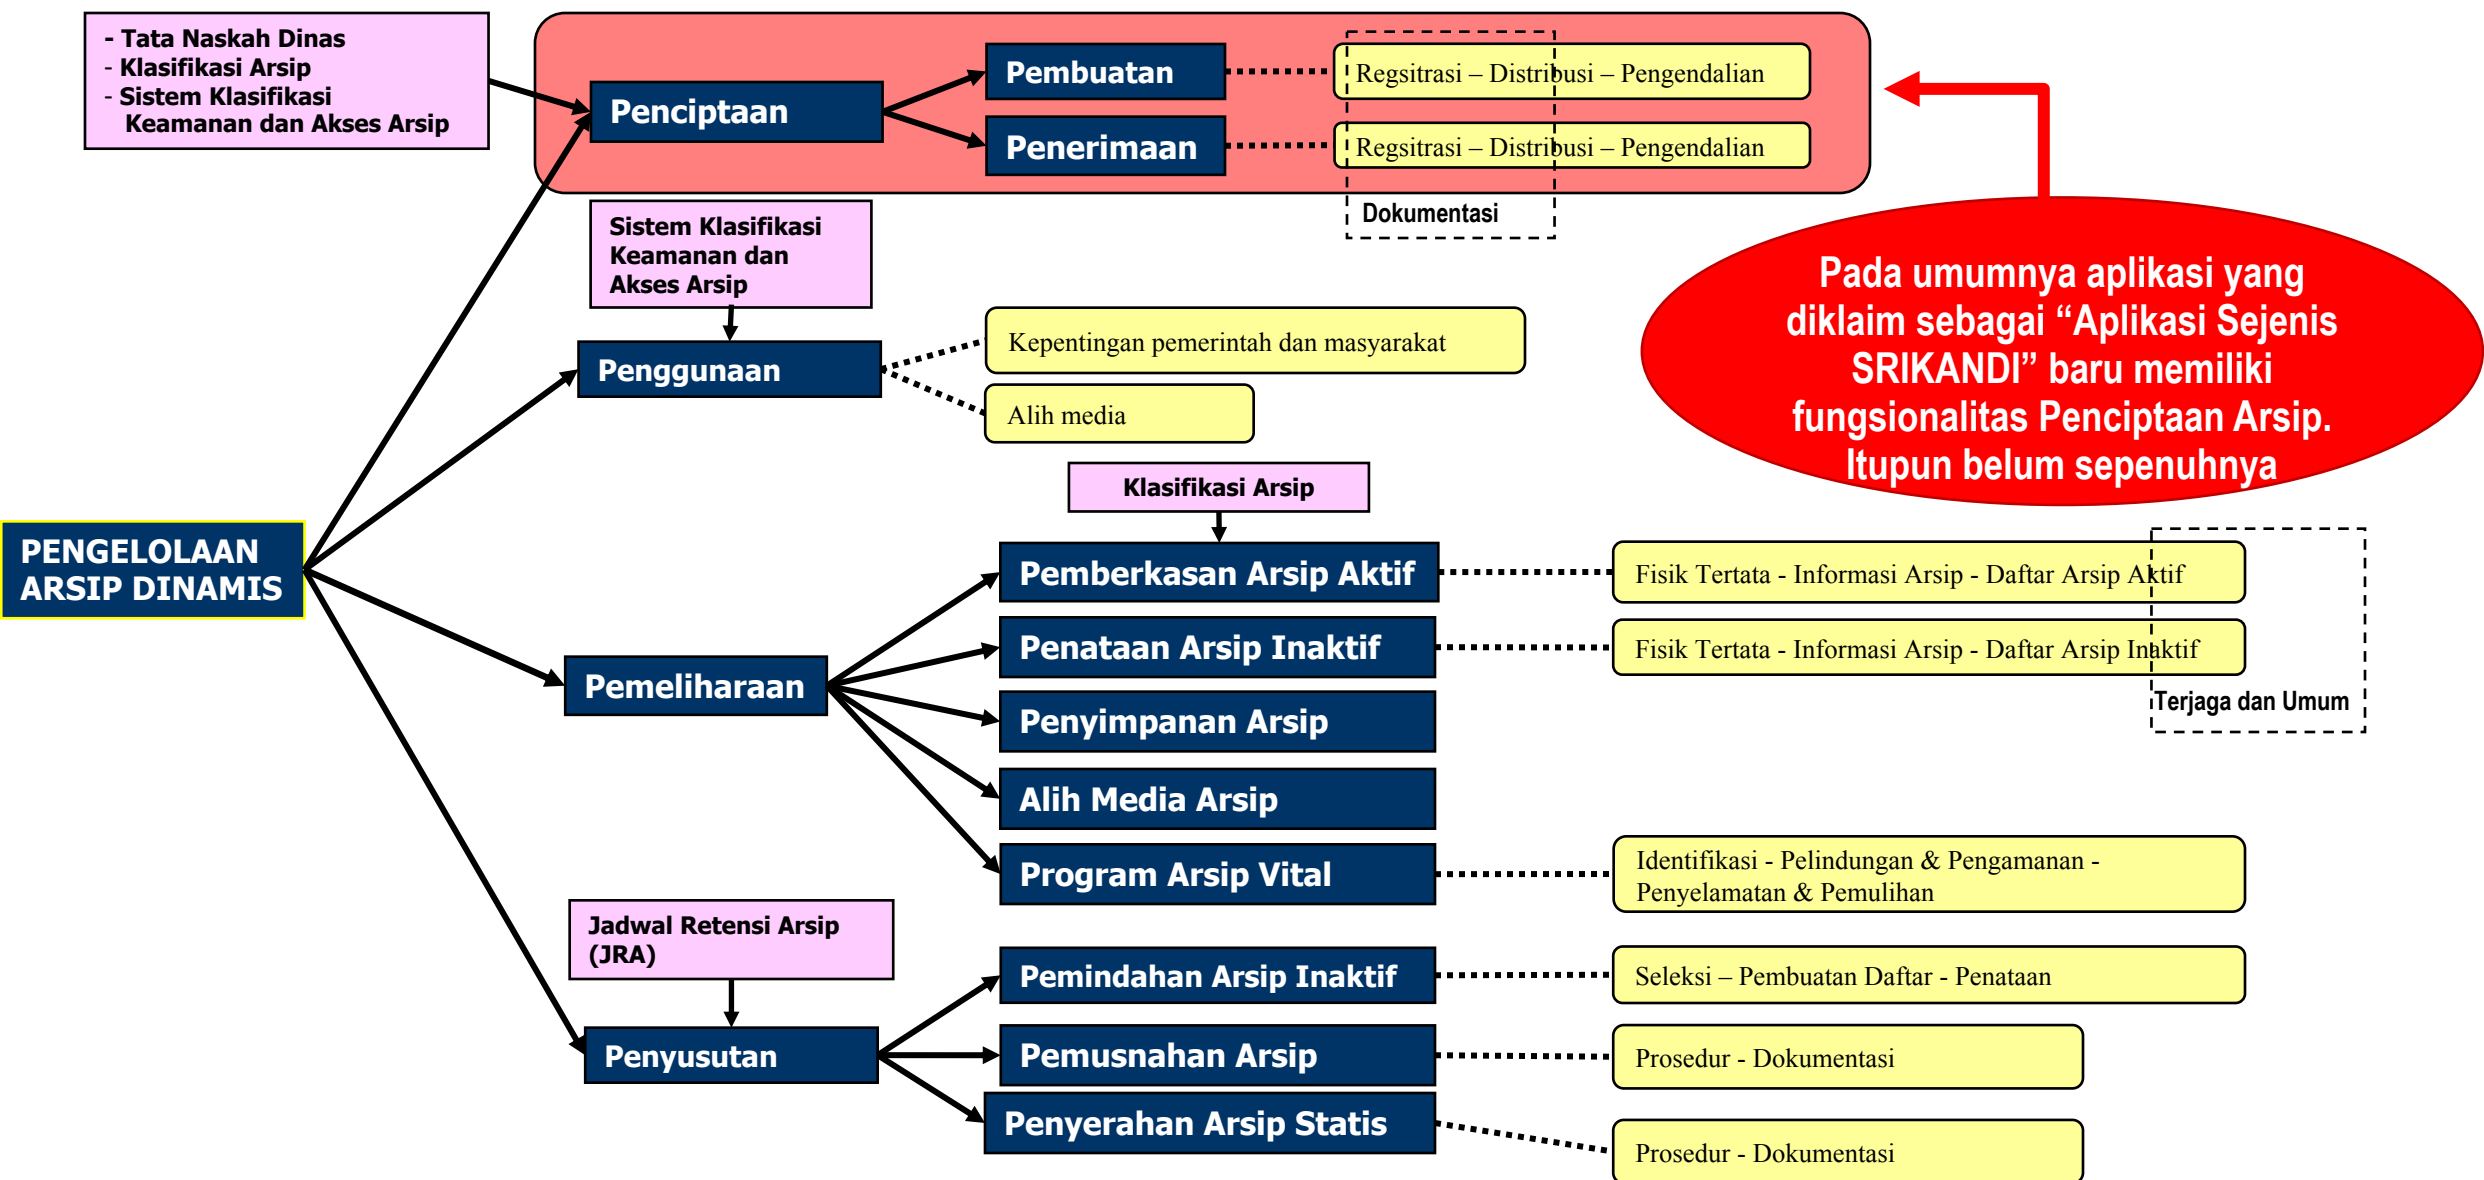 - Tata Naskah Dinas
- Klasifikasi Arsip
- Sistem Klasifikasi
Keamanan dan Akses Arsip
Penciptaan
Pembuatan
Regsitrasi – Distribusi – Pengendalian
Penerimaan
Regsitrasi – Distribusi – Pengendalian
Dokumentasi
Sistem Klasifikasi
Keamanan dan
Akses Arsip
Penggunaan
Kepentingan pemerintah dan masyarakat
Alih media
Pada umumnya aplikasi yang
diklaim sebagai “Aplikasi Sejenis
SRIKANDI” baru memiliki
fungsionalitas Penciptaan Arsip.
Itupun belum sepenuhnya
Klasifikasi Arsip
PENGELOLAAN
ARSIP DINAMIS
Pemeliharaan
Pemberkasan Arsip Aktif
Fisik Tertata - Informasi Arsip - Daftar Arsip Aktif
Penataan Arsip Inaktif
Fisik Tertata - Informasi Arsip - Daftar Arsip Inaktif
Terjaga dan Umum
Penyimpanan Arsip
Alih Media Arsip
Program Arsip Vital
Identifikasi - Pelindungan & Pengamanan -
Penyelamatan & Pemulihan
Jadwal Retensi Arsip
(JRA)
Penyusutan
Pemindahan Arsip Inaktif
Seleksi – Pembuatan Daftar - Penataan
Pemusnahan Arsip
Prosedur - Dokumentasi
Penyerahan Arsip Statis
Prosedur - Dokumentasi